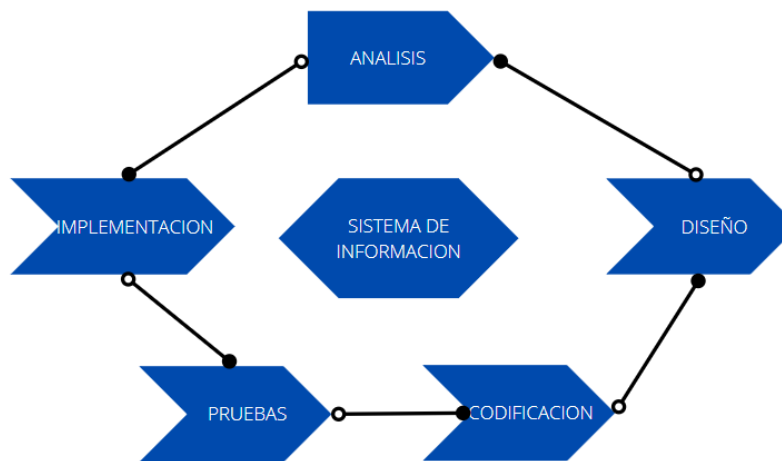 ANALISIS
IMPLEMENTACION
SISTEMA DE
INFORMACION
DISEÑO
PRUEBAS
CODIFICACION